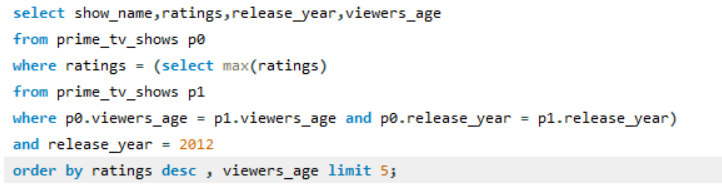 select show_name,ratings,release_year,viewers_age
from prime_tv_shows p0
where ratings = (select max(ratings)
from prime_tv_shows p1
where p0.viewers_age = p1.viewers_age and p0.release_year = p1.release_year)
and release_year = 2012
order by ratings desc , viewers_age limit 5;